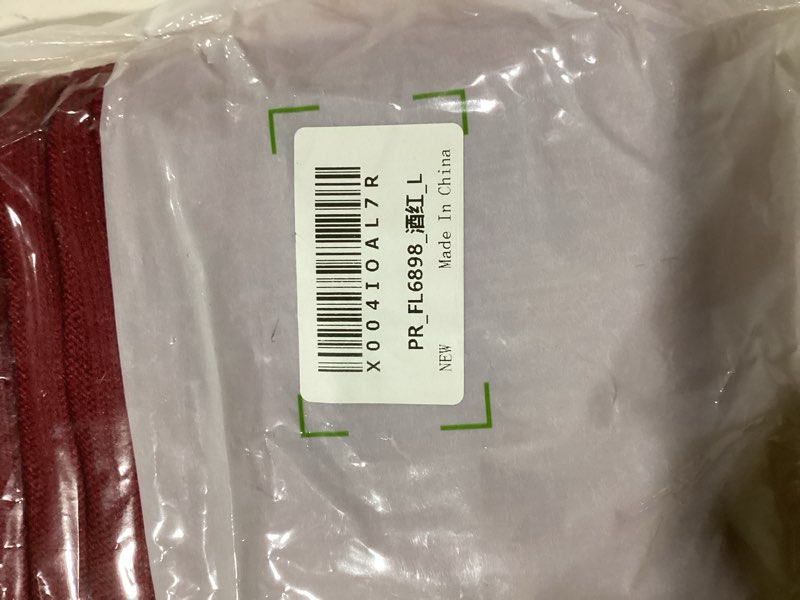 X004IOAL7R
PR_FL6898_酒红_L
NEW Made In China